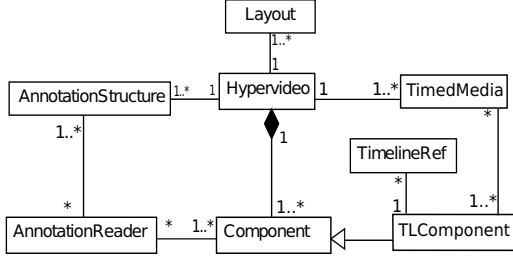 Layout
1..*
1
AnnotationStructure
1..*
1
Hypervideo
1
1..*
TimedMedia
1..*
1
*
TimelineRef
*
*
1..*
1
1..*
AnnotationReader
*
1..*
Component
TLComponent